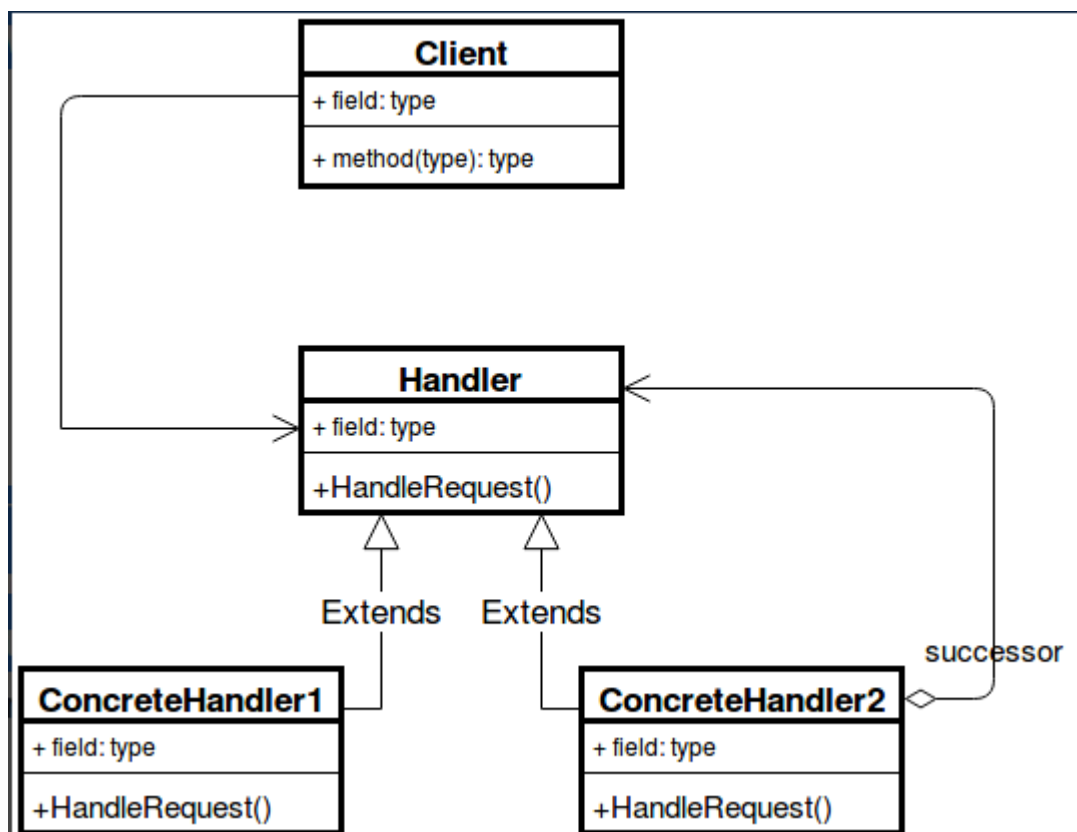 Client
+ field: type
+ method(type): type
Handler
+ field: type
+HandleRequest()
Extends
Extends
successor
ConcreteHandler1
+ field: type
+HandleRequest()
ConcreteHandler2
+ field: type
+HandleRequest()